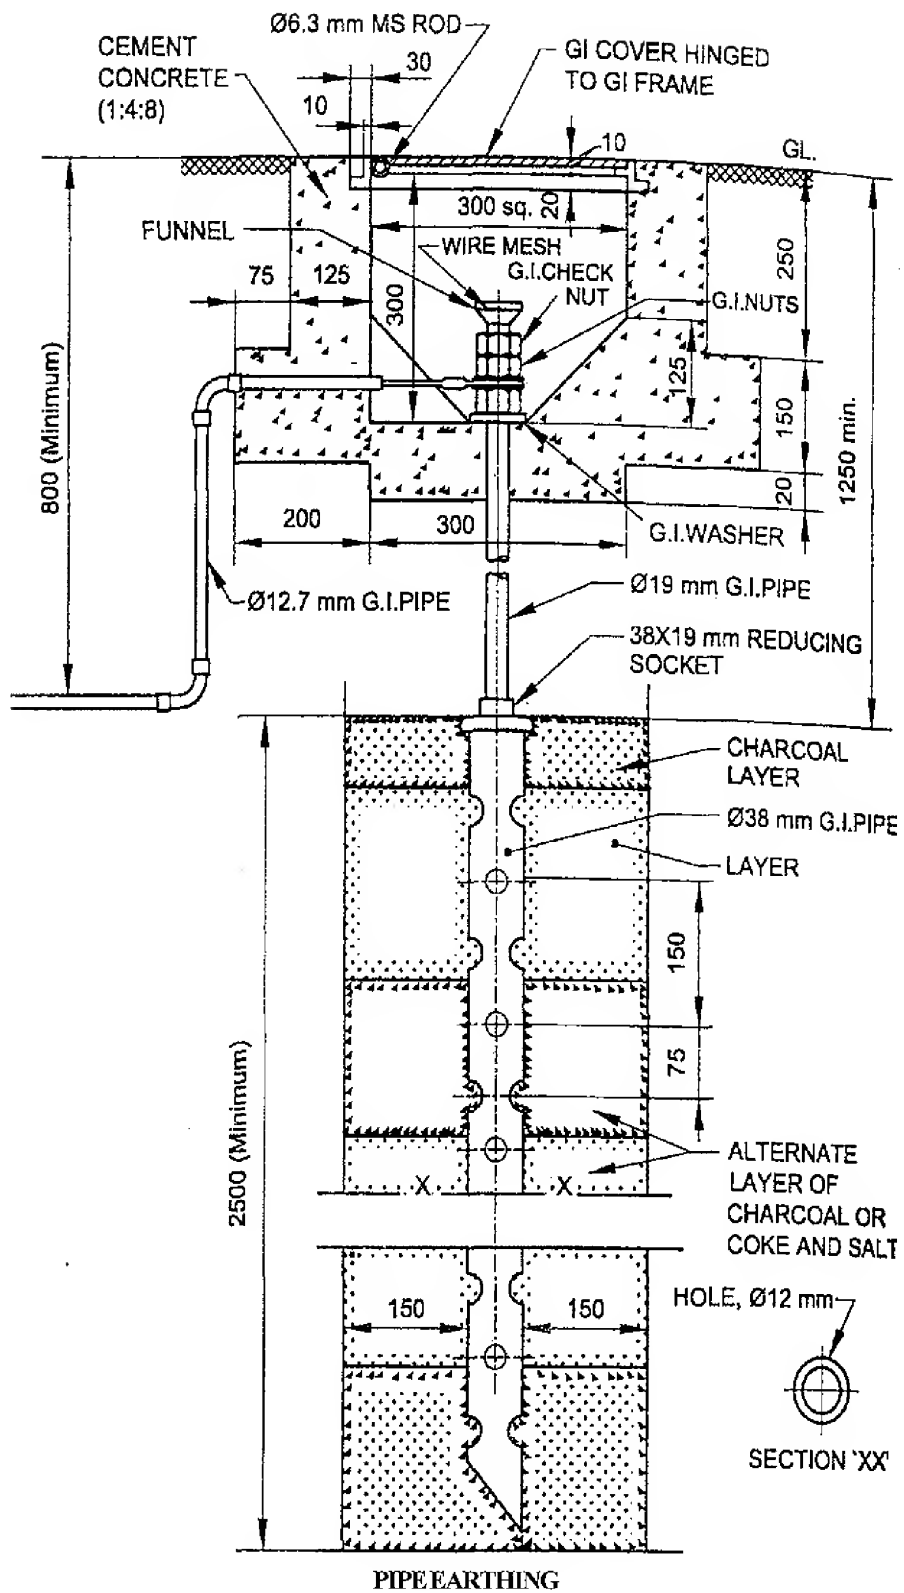 Ø6.3 mm MS ROD
CEMENT
CONCRETE
(1:4:8)
30
10
GI COVER HINGED
TO GI FRAME
10
GL.
300 sq.
20
FUNNEL
WIRE MESH
G.I.CHECK
NUT
G.I.NUTS
75
125
300
250
125
150
20
800 (Minimum)
1250 min.
200
300
G.I.WASHER
Ø12.7 mm G.I.PIPE
Ø19 mm G.I.PIPE
38X19 mm REDUCING
SOCKET
CHARCOAL
LAYER
Ø38 mm G.I.PIPE
LAYER
150
75
2500 (Minimum)
ALTERNATE
LAYER OF
CHARCOAL OR
COKE AND SALT
X
X
150
150
HOLE, Ø12 mm
SECTION 'XX'
PIPE EARTHING